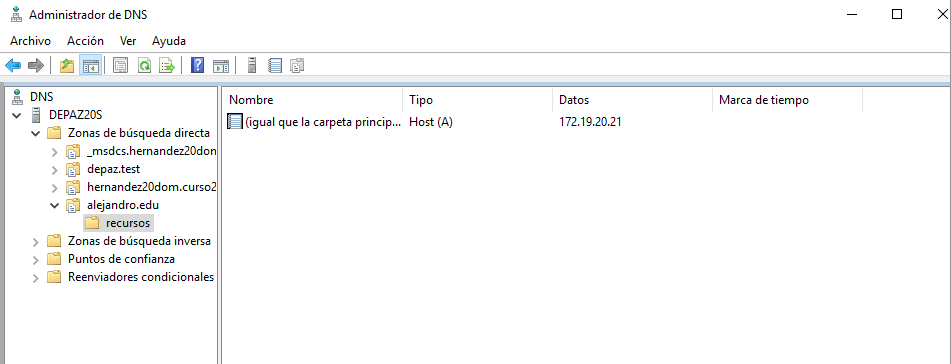 Administrador de DNS
Archivo Acción Ver Ayuda
DNS
DEPAZ20S
Zonas de búsqueda directa
_msdcs.hernandez20dom
depaz.test
hernandez20dom.curso2
alejandro.edu
recursos
Zonas de búsqueda inversa
Puntos de confianza
Reenviadores condicionales
Nombre Tipo Datos Marca de tiempo
(igual que la carpeta princip... Host (A) 172.19.20.21